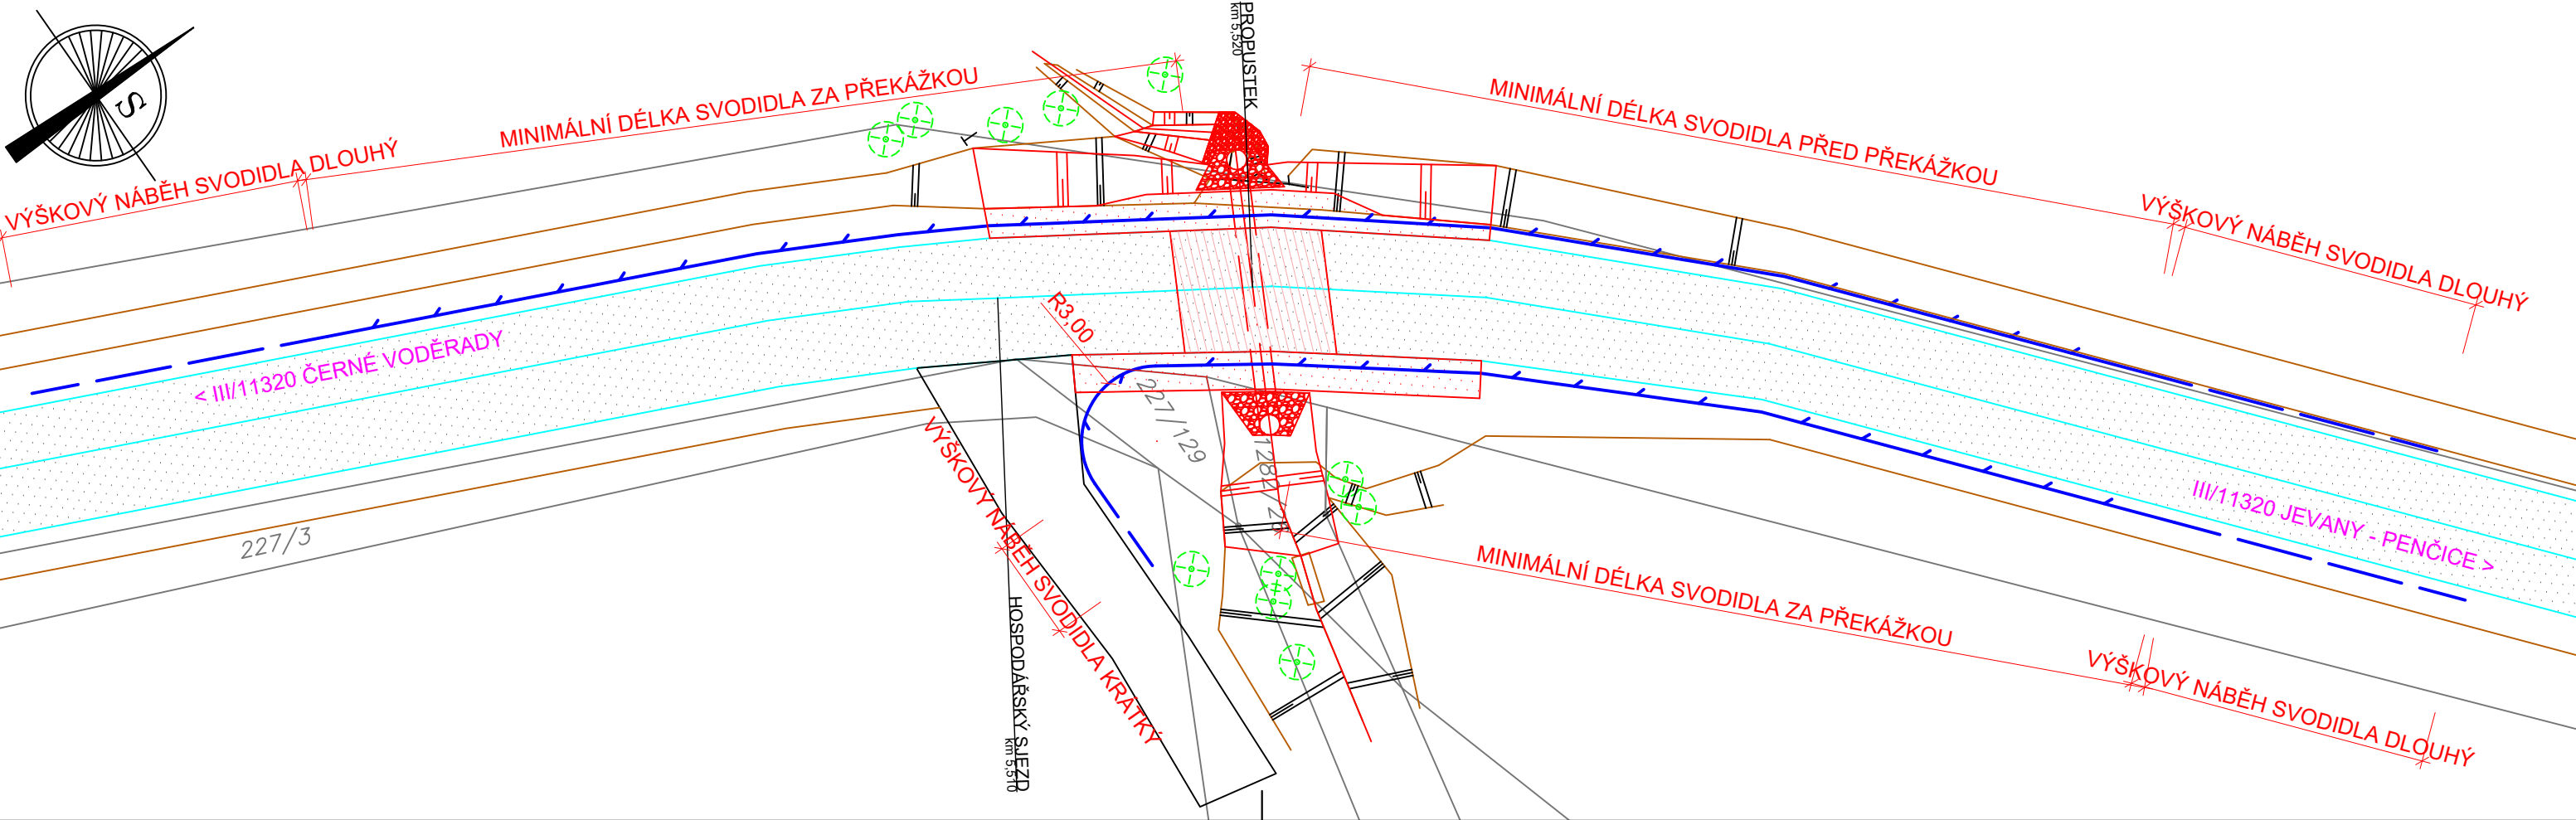 S
VÝŠKOVÝ NÁBĚH SVODIDLA DLOUHÝ
MINIMÁLNÍ DÉLKA SVODIDLA ZA PŘEKÁŽKOU
PROPUSTEK
km 5,520
MINIMÁLNÍ DÉLKA SVODIDLA PŘED PŘEKÁŽKOU
VÝŠKOVÝ NÁBĚH SVODIDLA DLOUHÝ
< III/11320 ČERNÉ VODĚRADY
R3,00
227/129
227/3
VÝŠKOVÝ NÁBĚH SVODIDLA KRÁTKÝ
HOSPODÁŘSKÝ SJEZD
km 5,510
III/11320 JEVANY - PENČICE >
MINIMÁLNÍ DÉLKA SVODIDLA ZA PŘEKÁŽKOU
VÝŠKOVÝ NÁBĚH SVODIDLA DLOUHÝ